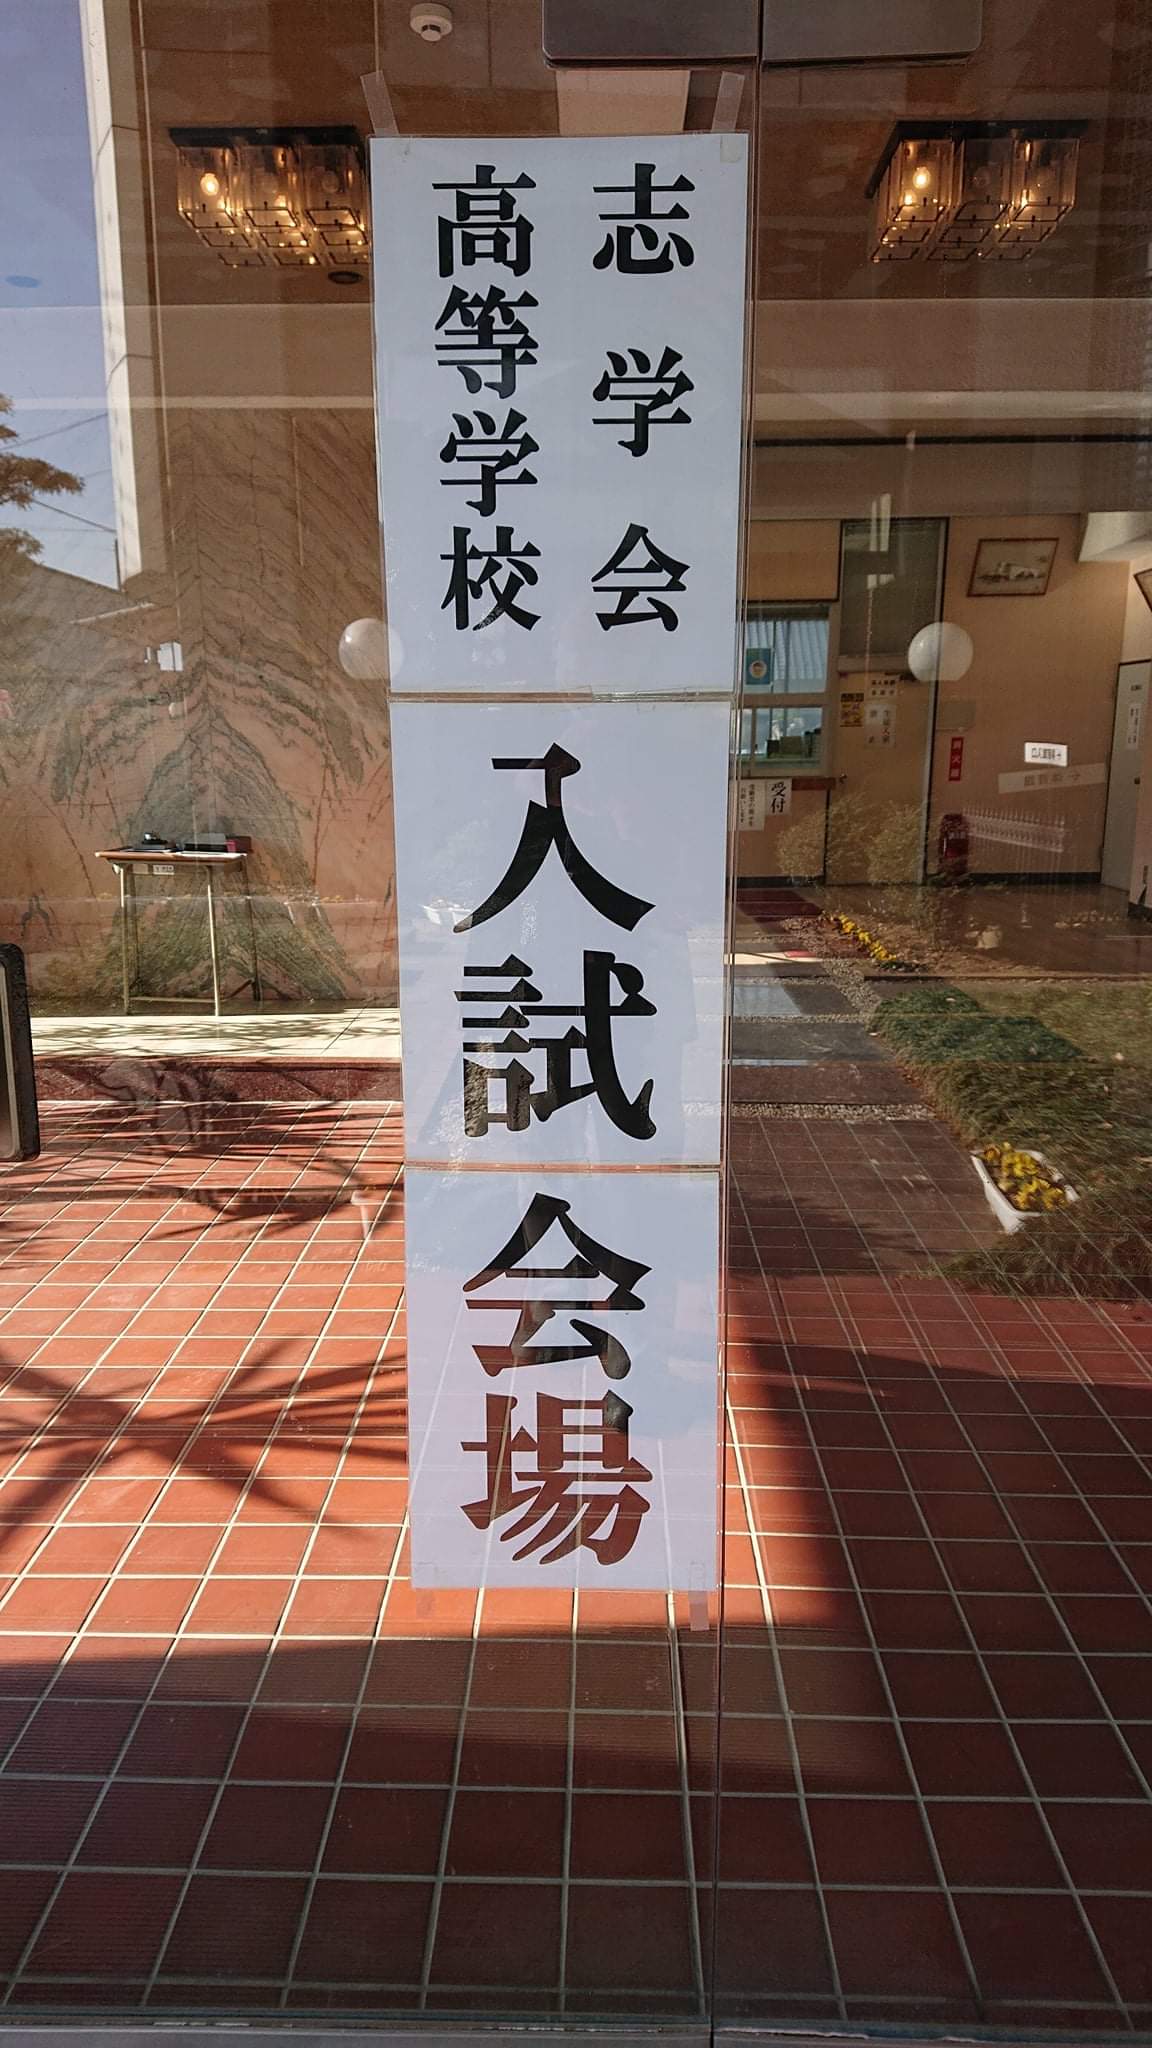 志学会
高等学校
入試会場
受付